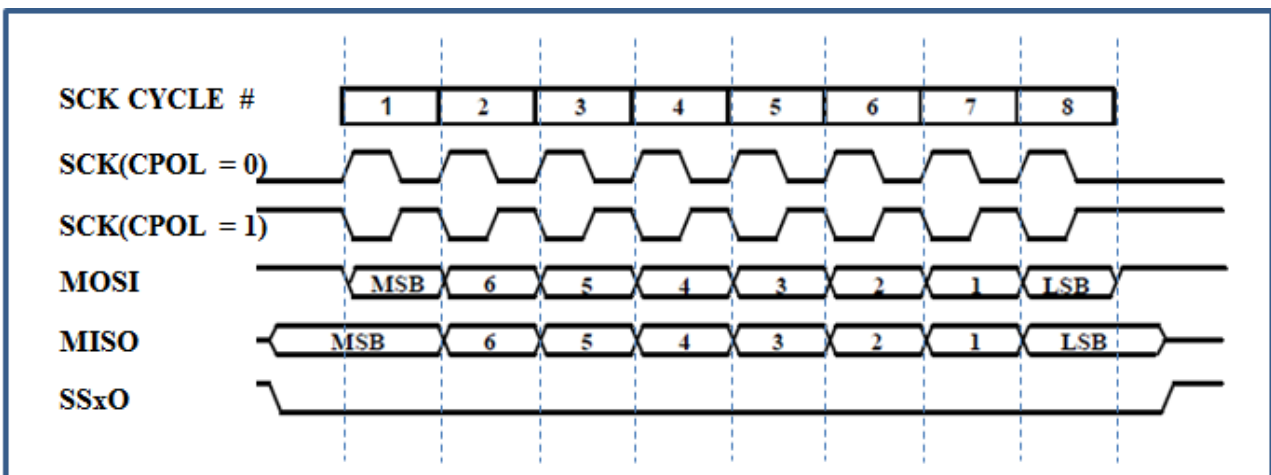 SCK CYCLE #
1 2 3 4 5 6 7 8
SCK(CPOL = 0)
SCK(CPOL = 1)
MOSI
MSB 6 5 4 3 2 1 LSB
MISO
MSB 6 5 4 3 2 1 LSB
SSxO